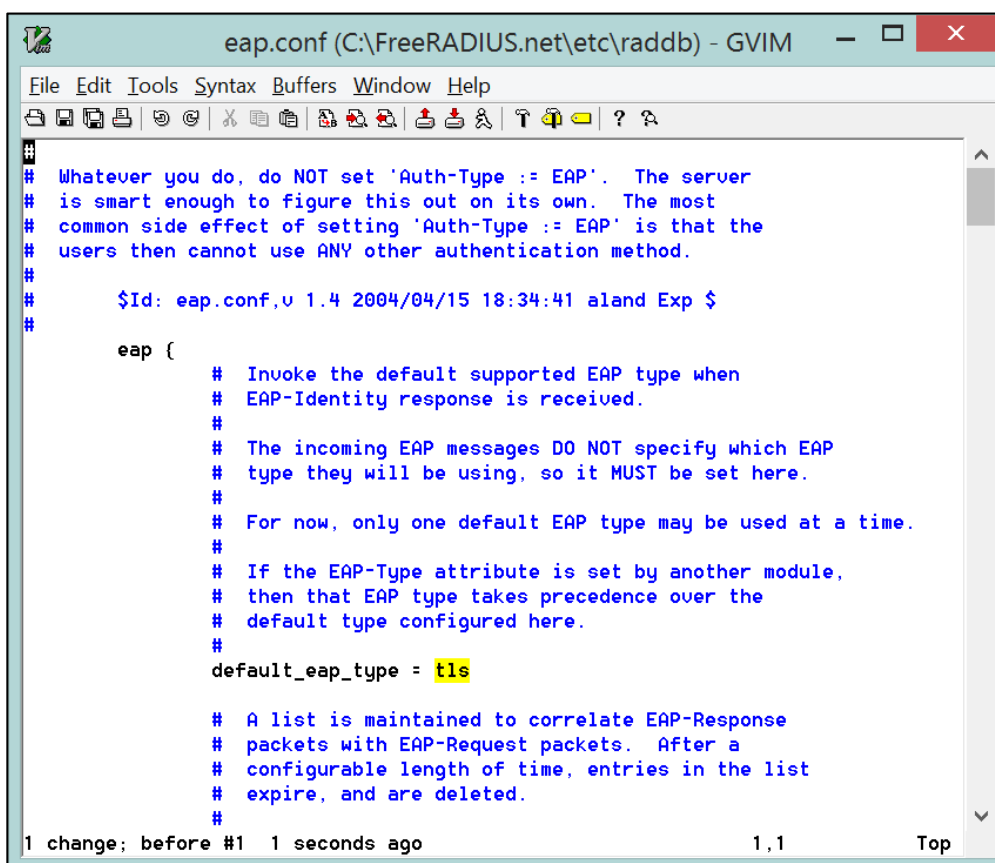 eap.conf (C:\FreeRADIUS.net\etc\raddb) - GVIM
File Edit Tools Syntax Buffers Window Help
#
#  Whatever you do, do NOT set 'Auth-Type := EAP'.  The server
#  is smart enough to figure this out on its own.  The most
#  common side effect of setting 'Auth-Type := EAP' is that the
#  users then cannot use ANY other authentication method.
#
#       $Id: eap.conf,v 1.4 2004/04/15 18:34:41 aland Exp $
#
        eap {
                #  Invoke the default supported EAP type when
                #  EAP-Identity response is received.
                #
                #  The incoming EAP messages DO NOT specify which EAP
                #  type they will be using, so it MUST be set here.
                #
                #  For now, only one default EAP type may be used at a time.
                #
                #  If the EAP-Type attribute is set by another module,
                #  then that EAP type takes precedence over the
                #  default type configured here.
                #
                default_eap_type = tls

                #  A list is maintained to correlate EAP-Response
                #  packets with EAP-Request packets.  After a
                #  configurable length of time, entries in the list
                #  expire, and are deleted.
                #
1 change; before #1  1 seconds ago                    1,1           Top